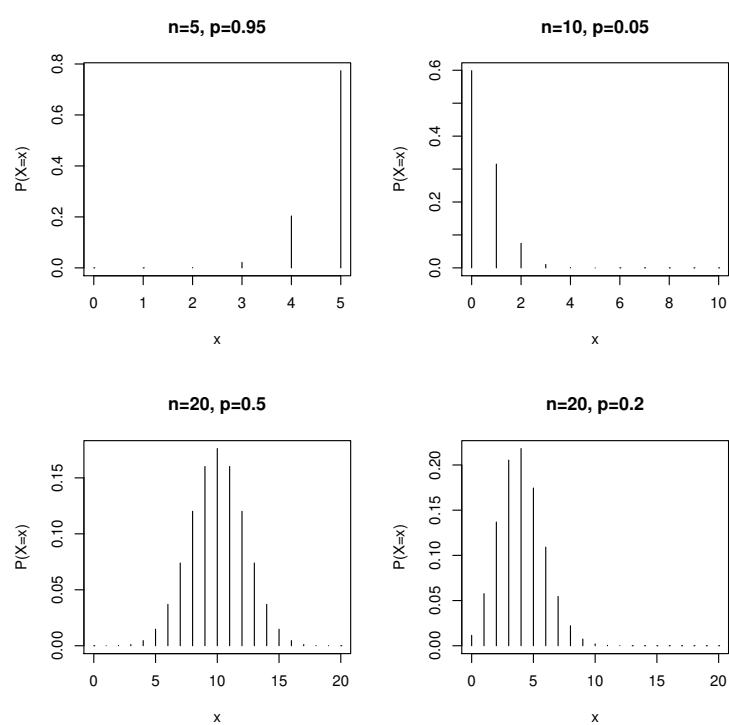 n=5, p=0.95
P(X=x)
0.0 0.2 0.4 0.6 0.8
0 1 2 3 4 5
x
n=10, p=0.05
P(X=x)
0.0 0.2 0.4 0.6
0 2 4 6 8 10
x
n=20, p=0.5
P(X=x)
0.00 0.05 0.10 0.15
0 5 10 15 20
x
n=20, p=0.2
P(X=x)
0.00 0.05 0.10 0.15 0.20
0 5 10 15 20
x